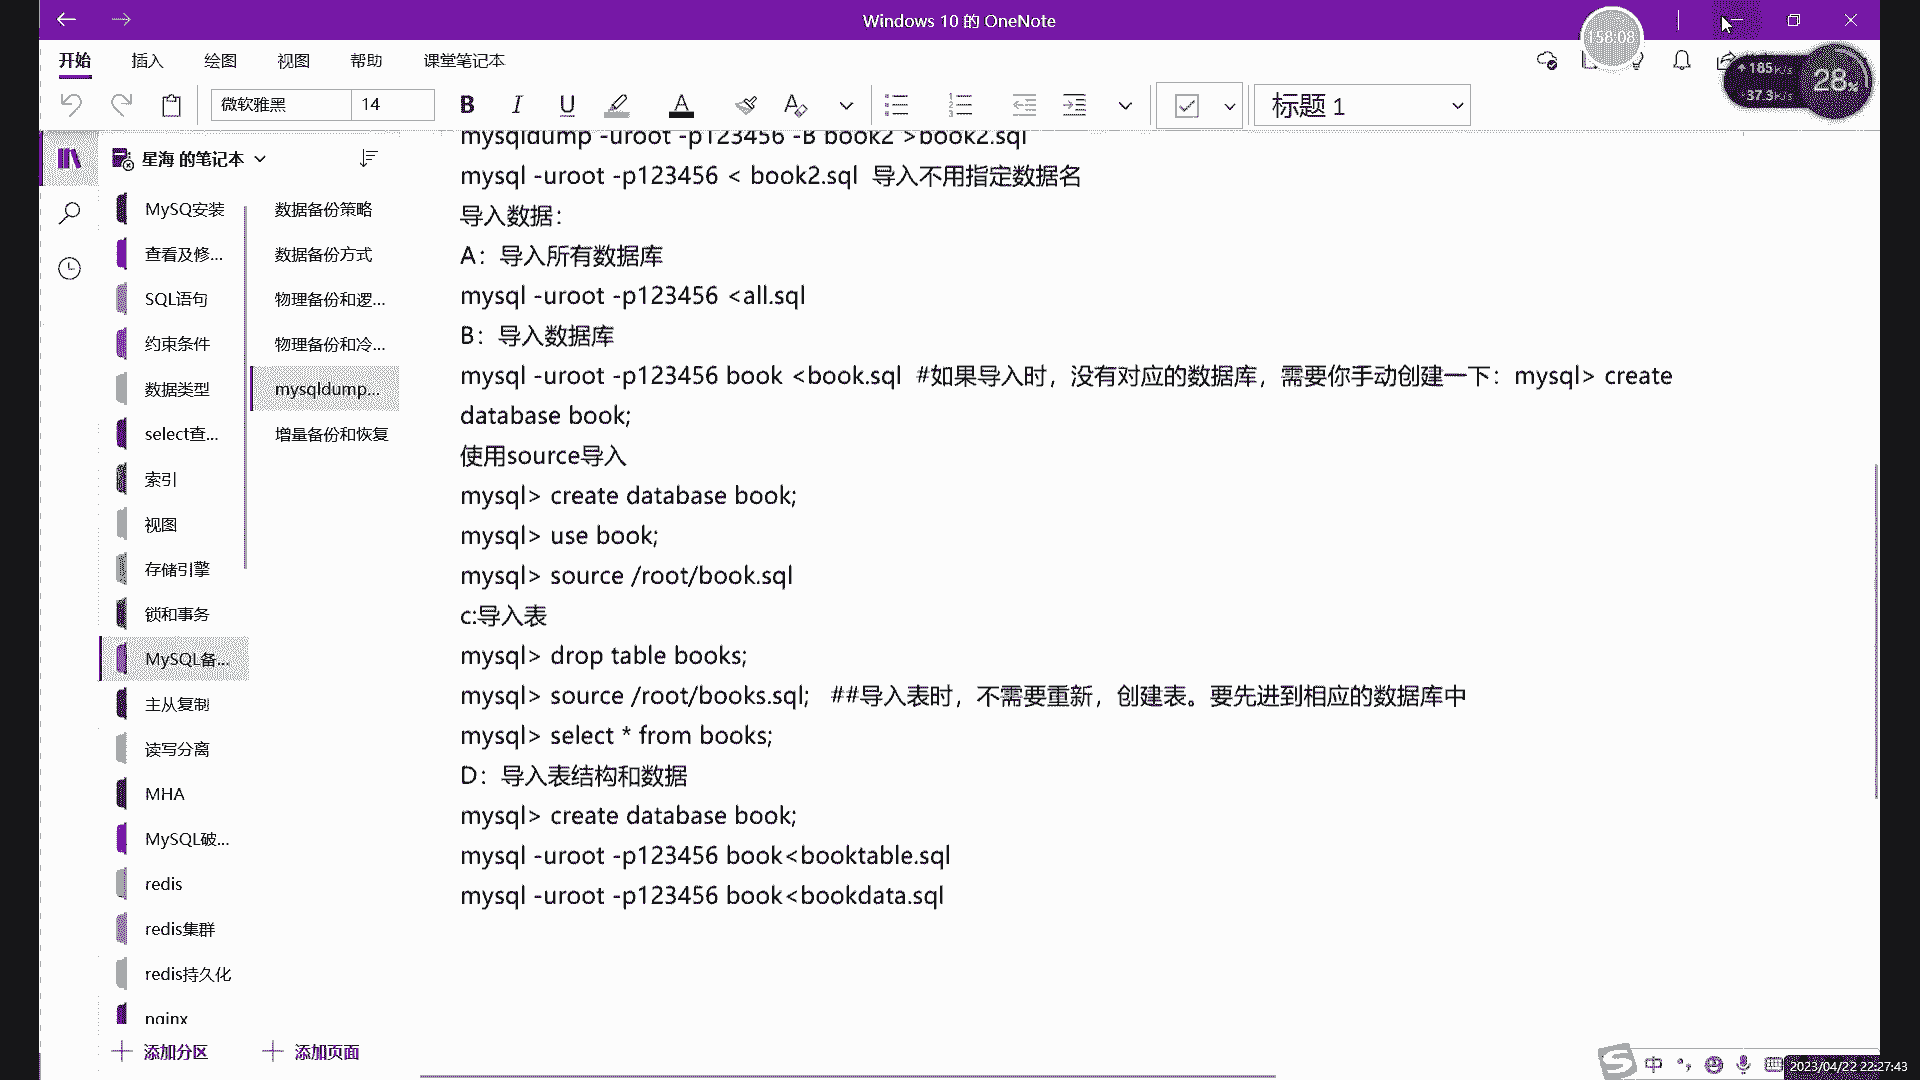 Windows 10 的 OneNote
158:08
开始 插入 绘图 视图 帮助 课堂笔记本
185K/s
37.3K/s
28%
微软雅黑 14 B I U A 标题 1
星海 的笔记本
MySQ安装
查看及修...
SQL语句
约束条件
数据类型
select查...
索引
视图
存储引擎
锁和事务
MySQL备...
主从复制
读写分离
MHA
MySQL破...
redis
redis集群
redis持久化
nginx
添加分区
数据备份策略
数据备份方式
物理备份和逻...
物理备份和冷...
mysqldump...
增量备份和恢复
添加页面
mysqldump -uroot -p123456 -B book2 >book2.sql
mysql -uroot -p123456 < book2.sql 导入不用指定数据名
导入数据：
A：导入所有数据库
mysql -uroot -p123456 <all.sql
B：导入数据库
mysql -uroot -p123456 book <book.sql #如果导入时，没有对应的数据库，需要你手动创建一下：mysql> create
database book;
使用source导入
mysql> create database book;
mysql> use book;
mysql> source /root/book.sql
c:导入表
mysql> drop table books;
mysql> source /root/books.sql; ##导入表时，不需要重新，创建表。要先进到相应的数据库中
mysql> select * from books;
D：导入表结构和数据
mysql> create database book;
mysql -uroot -p123456 book<booktable.sql
mysql -uroot -p123456 book<bookdata.sql
中
2023/04/22 22:27:43